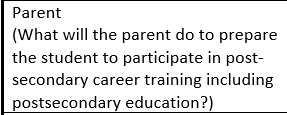 Parent
(What will the parent do to prepare
the student to participate in post-
secondary career training including
postsecondary education?)